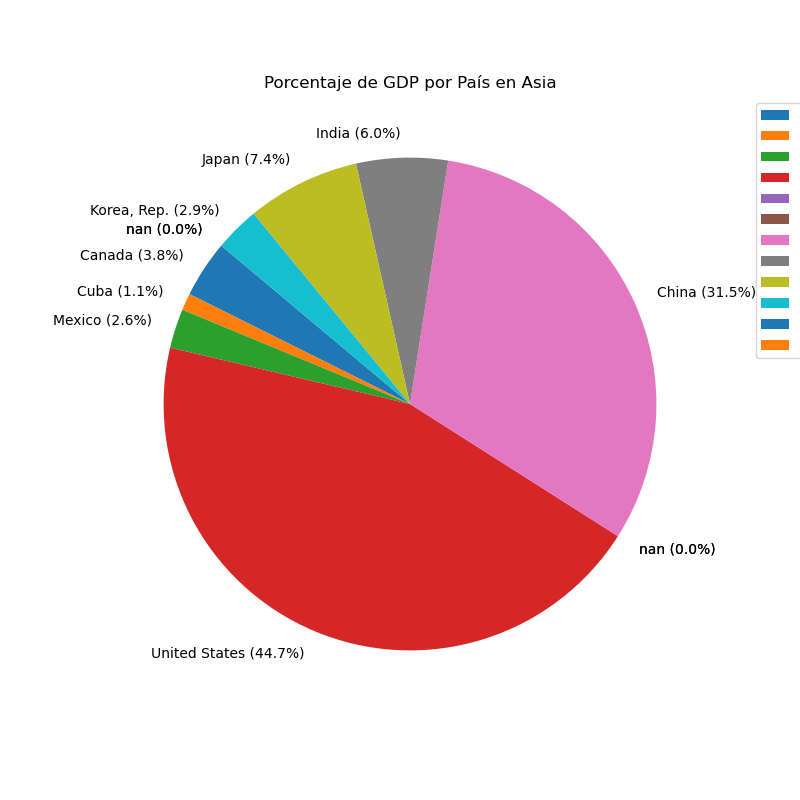 Porcentaje de GDP por País en Asia
India (6.0%)
Japan (7.4%)
Korea, Rep. (2.9%)
nan (0.0%)
Canada (3.8%)
Cuba (1.1%)
Mexico (2.6%)
China (31.5%)
nan (0.0%)
United States (44.7%)